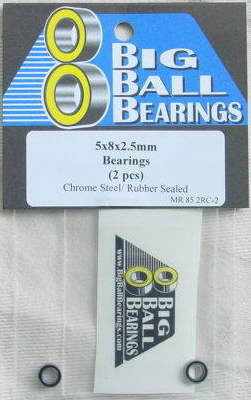 BIG
BALL
BEARINGS
5x8x2.5mm
Bearings
(2 pcs)
Chrome Steel/ Rubber Sealed
MR 85 2RC-2
BIG
BALL
BEARINGS
www.BigBallBearings.com